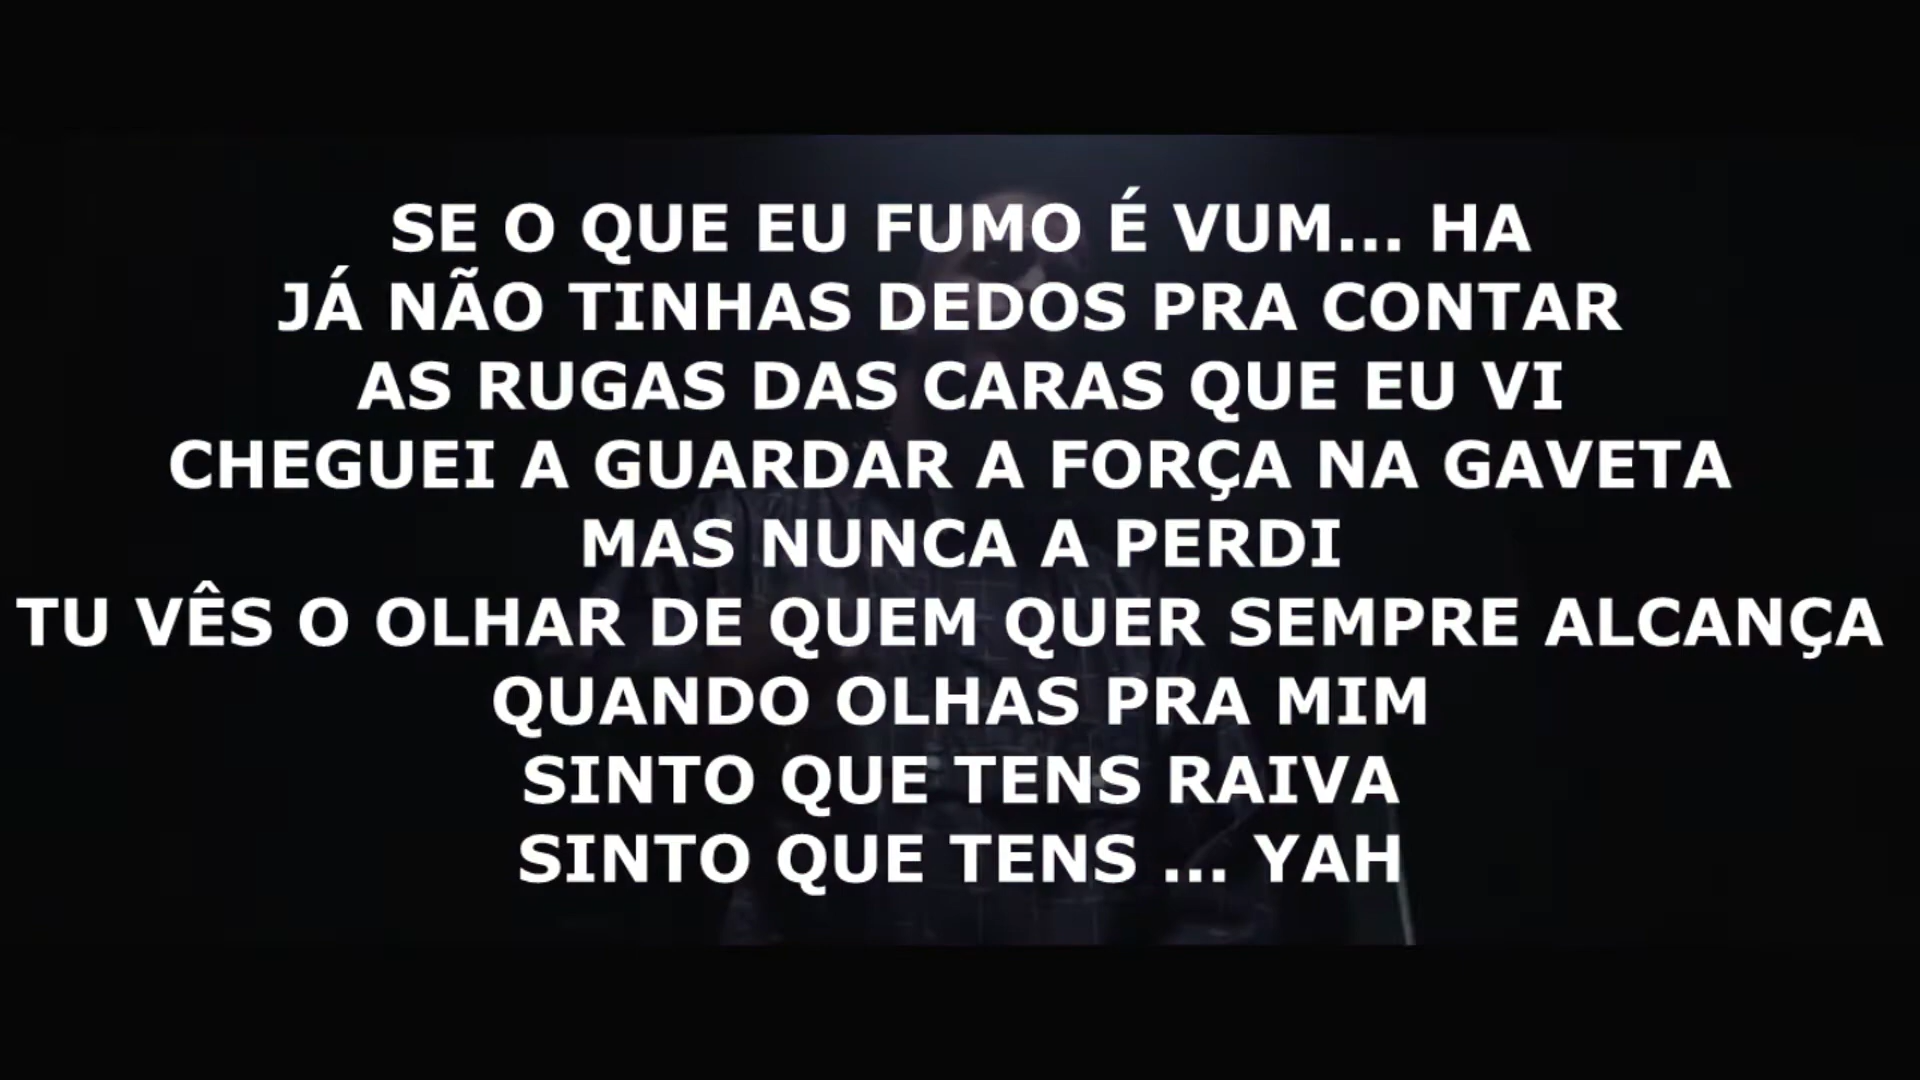 SE O QUE EU FUMO É VUM... HA
JÁ NÃO TINHAS DEDOS PRA CONTAR
AS RUGAS DAS CARAS QUE EU VI
CHEGUEI A GUARDAR A FORÇA NA GAVETA
MAS NUNCA A PERDI
TU VÊS O OLHAR DE QUEM QUER SEMPRE ALCANÇA
QUANDO OLHAS PRA MIM
SINTO QUE TENS RAIVA
SINTO QUE TENS ... YAH